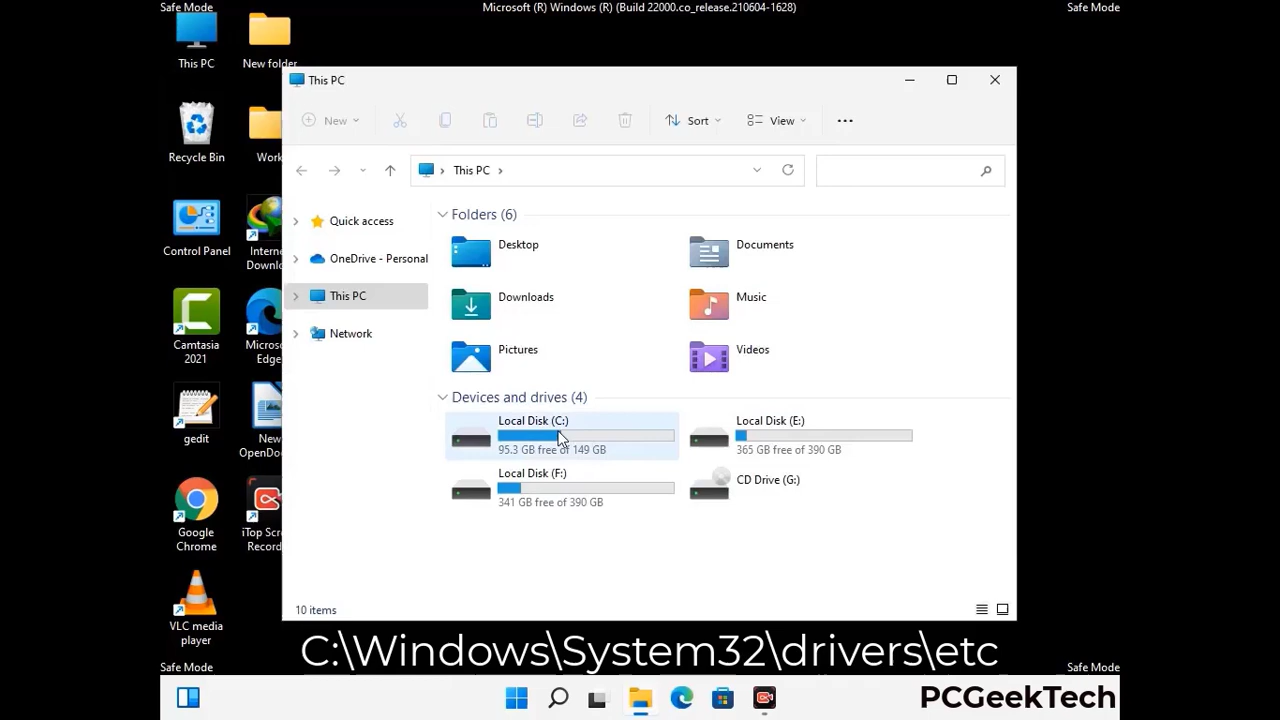 Safe Mode
Microsoft (R) Windows (R) (Build 22000.co_release.210604-1628)
Safe Mode
This PC
New folder
Recycle Bin
Work
Control Panel
Interne
Downlo
Camtasia
2021
Micros
Edge
gedit
New
OpenDo
Google
Chrome
iTop Scr
Record
VLC media
player
This PC
New
Sort
View
This PC
Quick access
OneDrive - Personal
This PC
Network
Folders (6)
Desktop
Documents
Downloads
Music
Pictures
Videos
Devices and drives (4)
Local Disk (C:)
95.3 GB free of 149 GB
Local Disk (E:)
365 GB free of 390 GB
Local Disk (F:)
341 GB free of 390 GB
CD Drive (G:)
10 items
C:\Windows\System32\drivers\etc
Safe Mode
Safe Mode
PCGeekTech